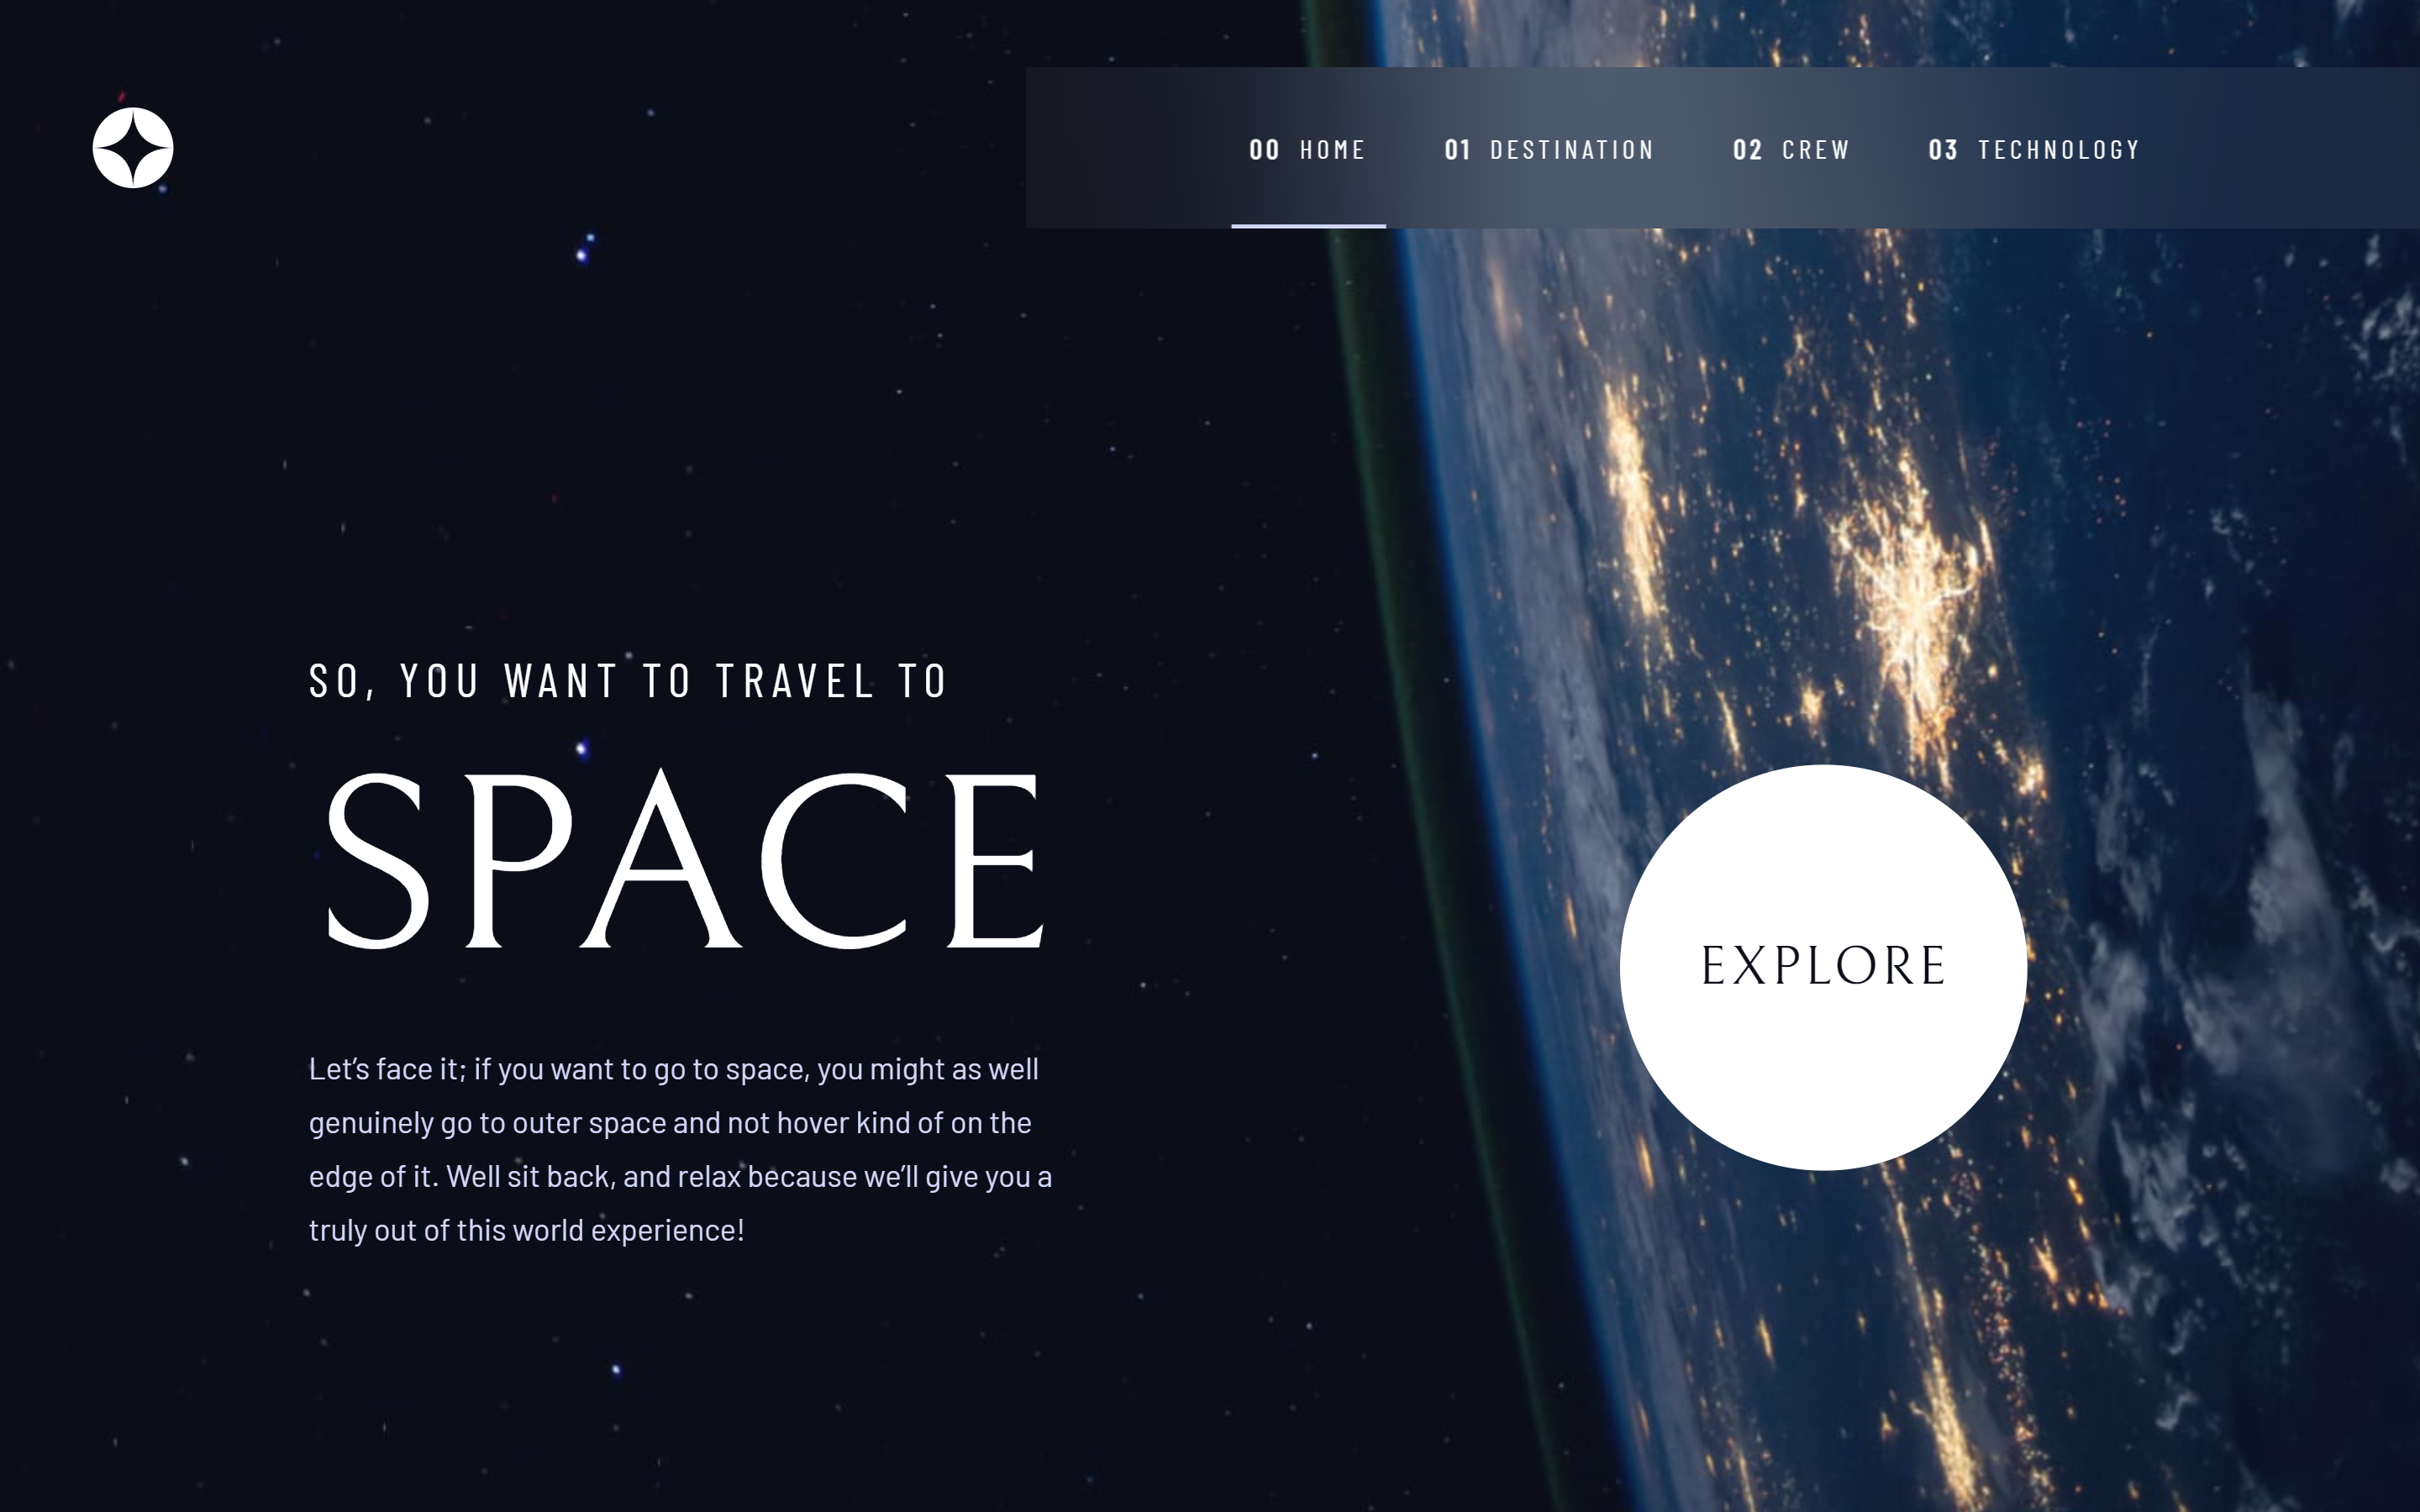 00 HOME 01 DESTINATION 02 CREW 03 TECHNOLOGY
SO, YOU WANT TO TRAVEL TO
SPACE
Let’s face it; if you want to go to space, you might as well
genuinely go to outer space and not hover kind of on the
edge of it. Well sit back, and relax because we’ll give you a
truly out of this world experience!
EXPLORE